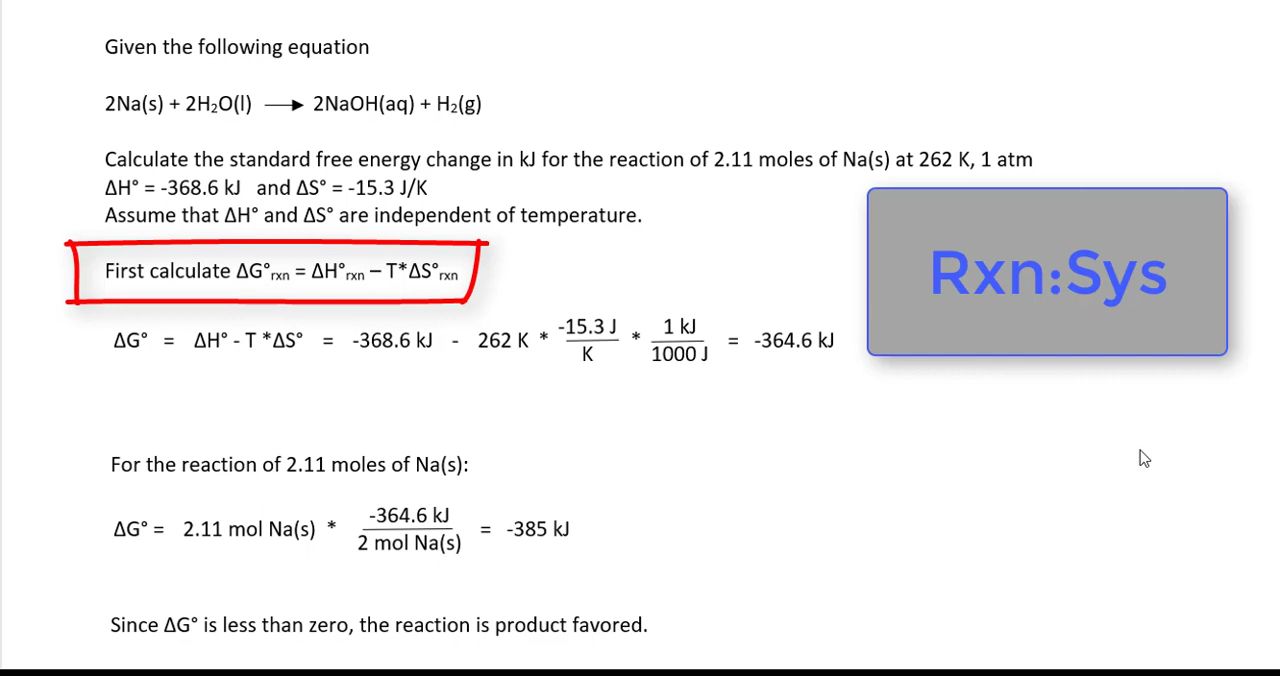 Given the following equation
2Na(s) + 2H₂O(l) ⟶ 2NaOH(aq) + H₂(g)
Calculate the standard free energy change in kJ for the reaction of 2.11 moles of Na(s) at 262 K, 1 atm
ΔH° = -368.6 kJ and ΔS° = -15.3 J/K
Assume that ΔH° and ΔS° are independent of temperature.
Rxn:Sys
First calculate ΔG°rxn = ΔH°rxn – T*ΔS°rxn
ΔG° = ΔH° - T *ΔS° = -368.6 kJ - 262 K * -15.3 J / K * 1 kJ / 1000 J = -364.6 kJ
For the reaction of 2.11 moles of Na(s):
ΔG° = 2.11 mol Na(s) * -364.6 kJ / 2 mol Na(s) = -385 kJ
Since ΔG° is less than zero, the reaction is product favored.